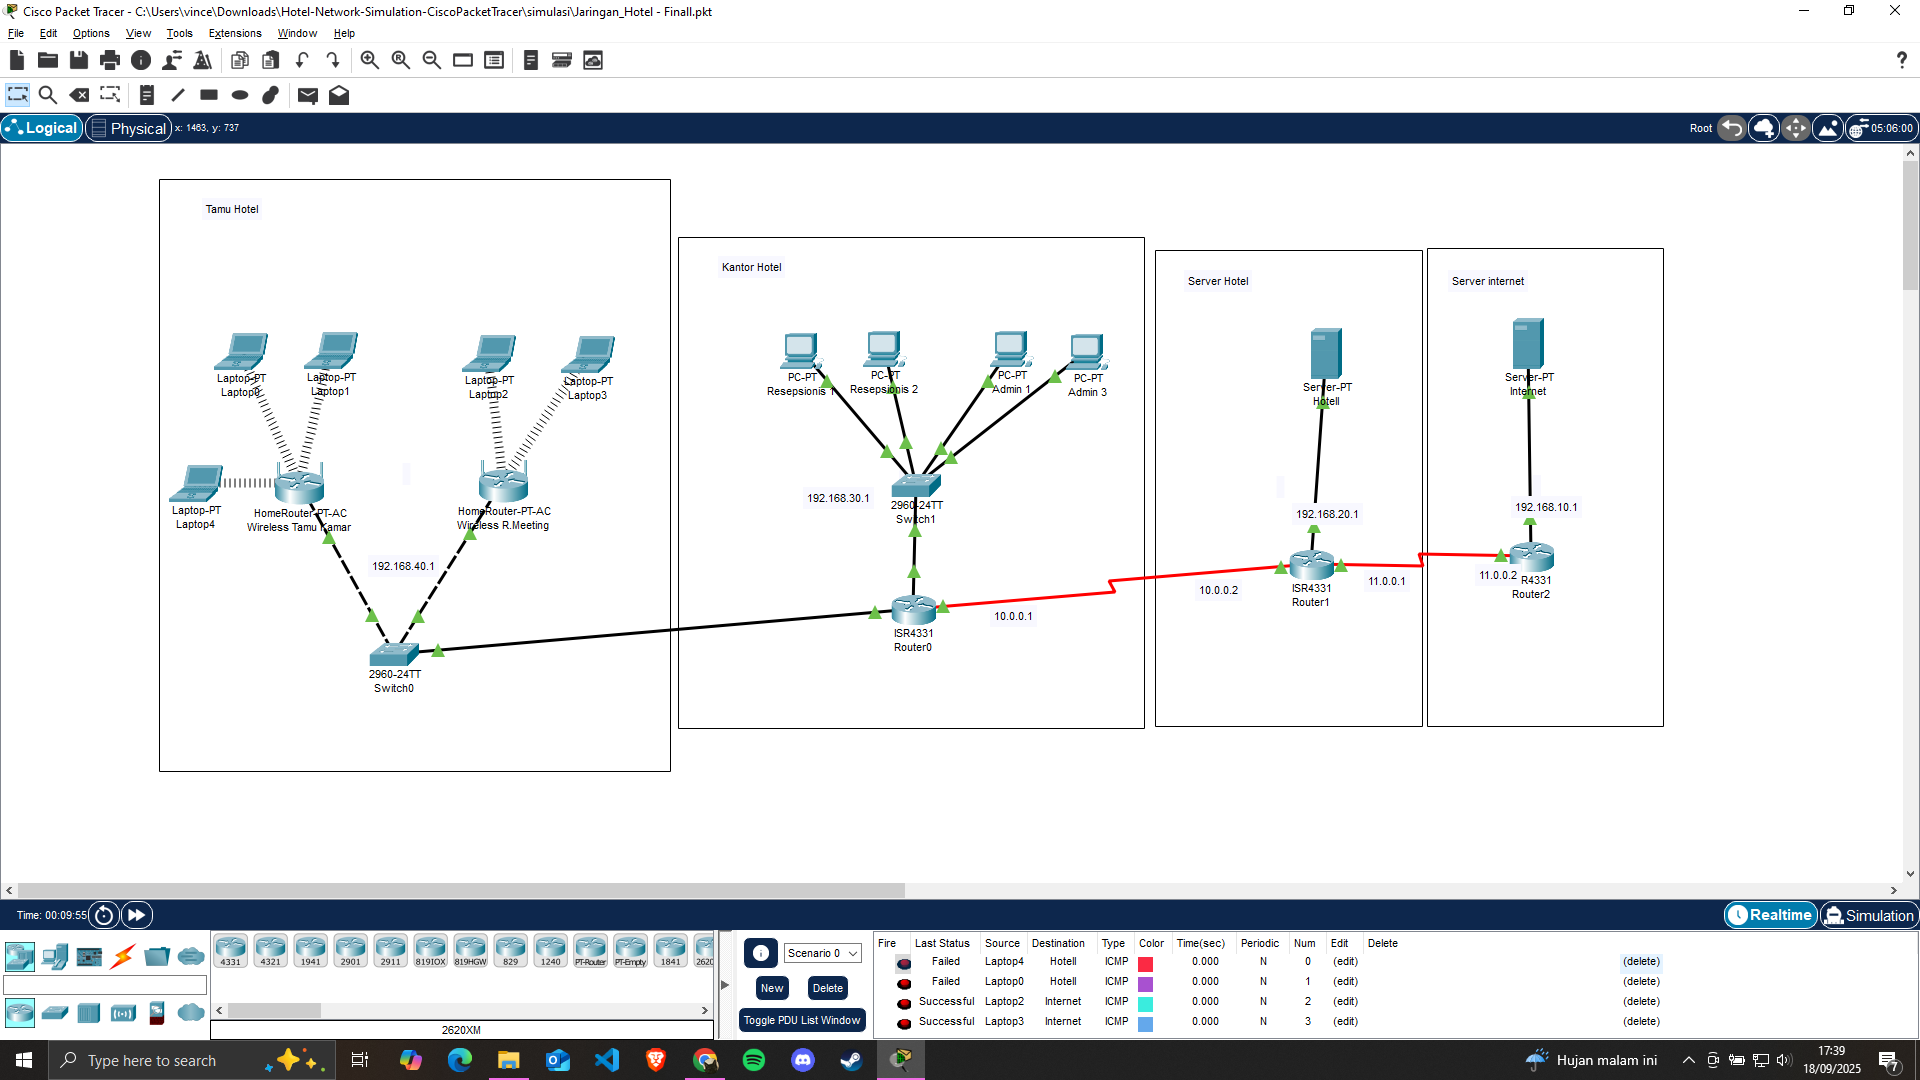 Cisco Packet Tracer - C:\Users\vince\Downloads\Hotel-Network-Simulation-CiscoPacketTracer\simulasi\Jaringan_Hotel - Finall.pkt
File Edit Options View Tools Extensions Window Help
Logical Physical x: 1463, y: 737 Root 05:06:00
Tamu Hotel
Kantor Hotel
Server Hotel
Server internet
Laptop-PT
Laptop0
Laptop-PT
Laptop1
Laptop-PT
Laptop2
Laptop-PT
Laptop3
PC-PT
Resepsionis 1
PC-PT
Resepsionis 2
PC-PT
Admin 1
PC-PT
Admin 3
Server-PT
Hotell
Server-PT
Internet
Laptop-PT
Laptop4
HomeRouter-PT-AC
Wireless Tamu Kamar
HomeRouter-PT-AC
Wireless R.Meeting
192.168.30.1
2960-24TT
Switch1
192.168.20.1
192.168.10.1
192.168.40.1
ISR4331
Router0
10.0.0.1
10.0.0.2
ISR4331
Router1
11.0.0.1
11.0.0.2
R4331
Router2
2960-24TT
Switch0
Time: 00:09:55 Realtime Simulation
4331 4321 1941 2901 2911 819IOX 819HGW 829 1240 PT-Router PT-Empty 1841 2620
2620XM
Scenario 0
New Delete
Toggle PDU List Window
Fire Last Status Source Destination Type Color Time(sec) Periodic Num Edit Delete
Failed Laptop4 Hotell ICMP 0.000 N 0 (edit) (delete)
Failed Laptop0 Hotell ICMP 0.000 N 1 (edit) (delete)
Successful Laptop2 Internet ICMP 0.000 N 2 (edit) (delete)
Successful Laptop3 Internet ICMP 0.000 N 3 (edit) (delete)
Type here to search
Hujan malam ini
17:39
18/09/2025
7